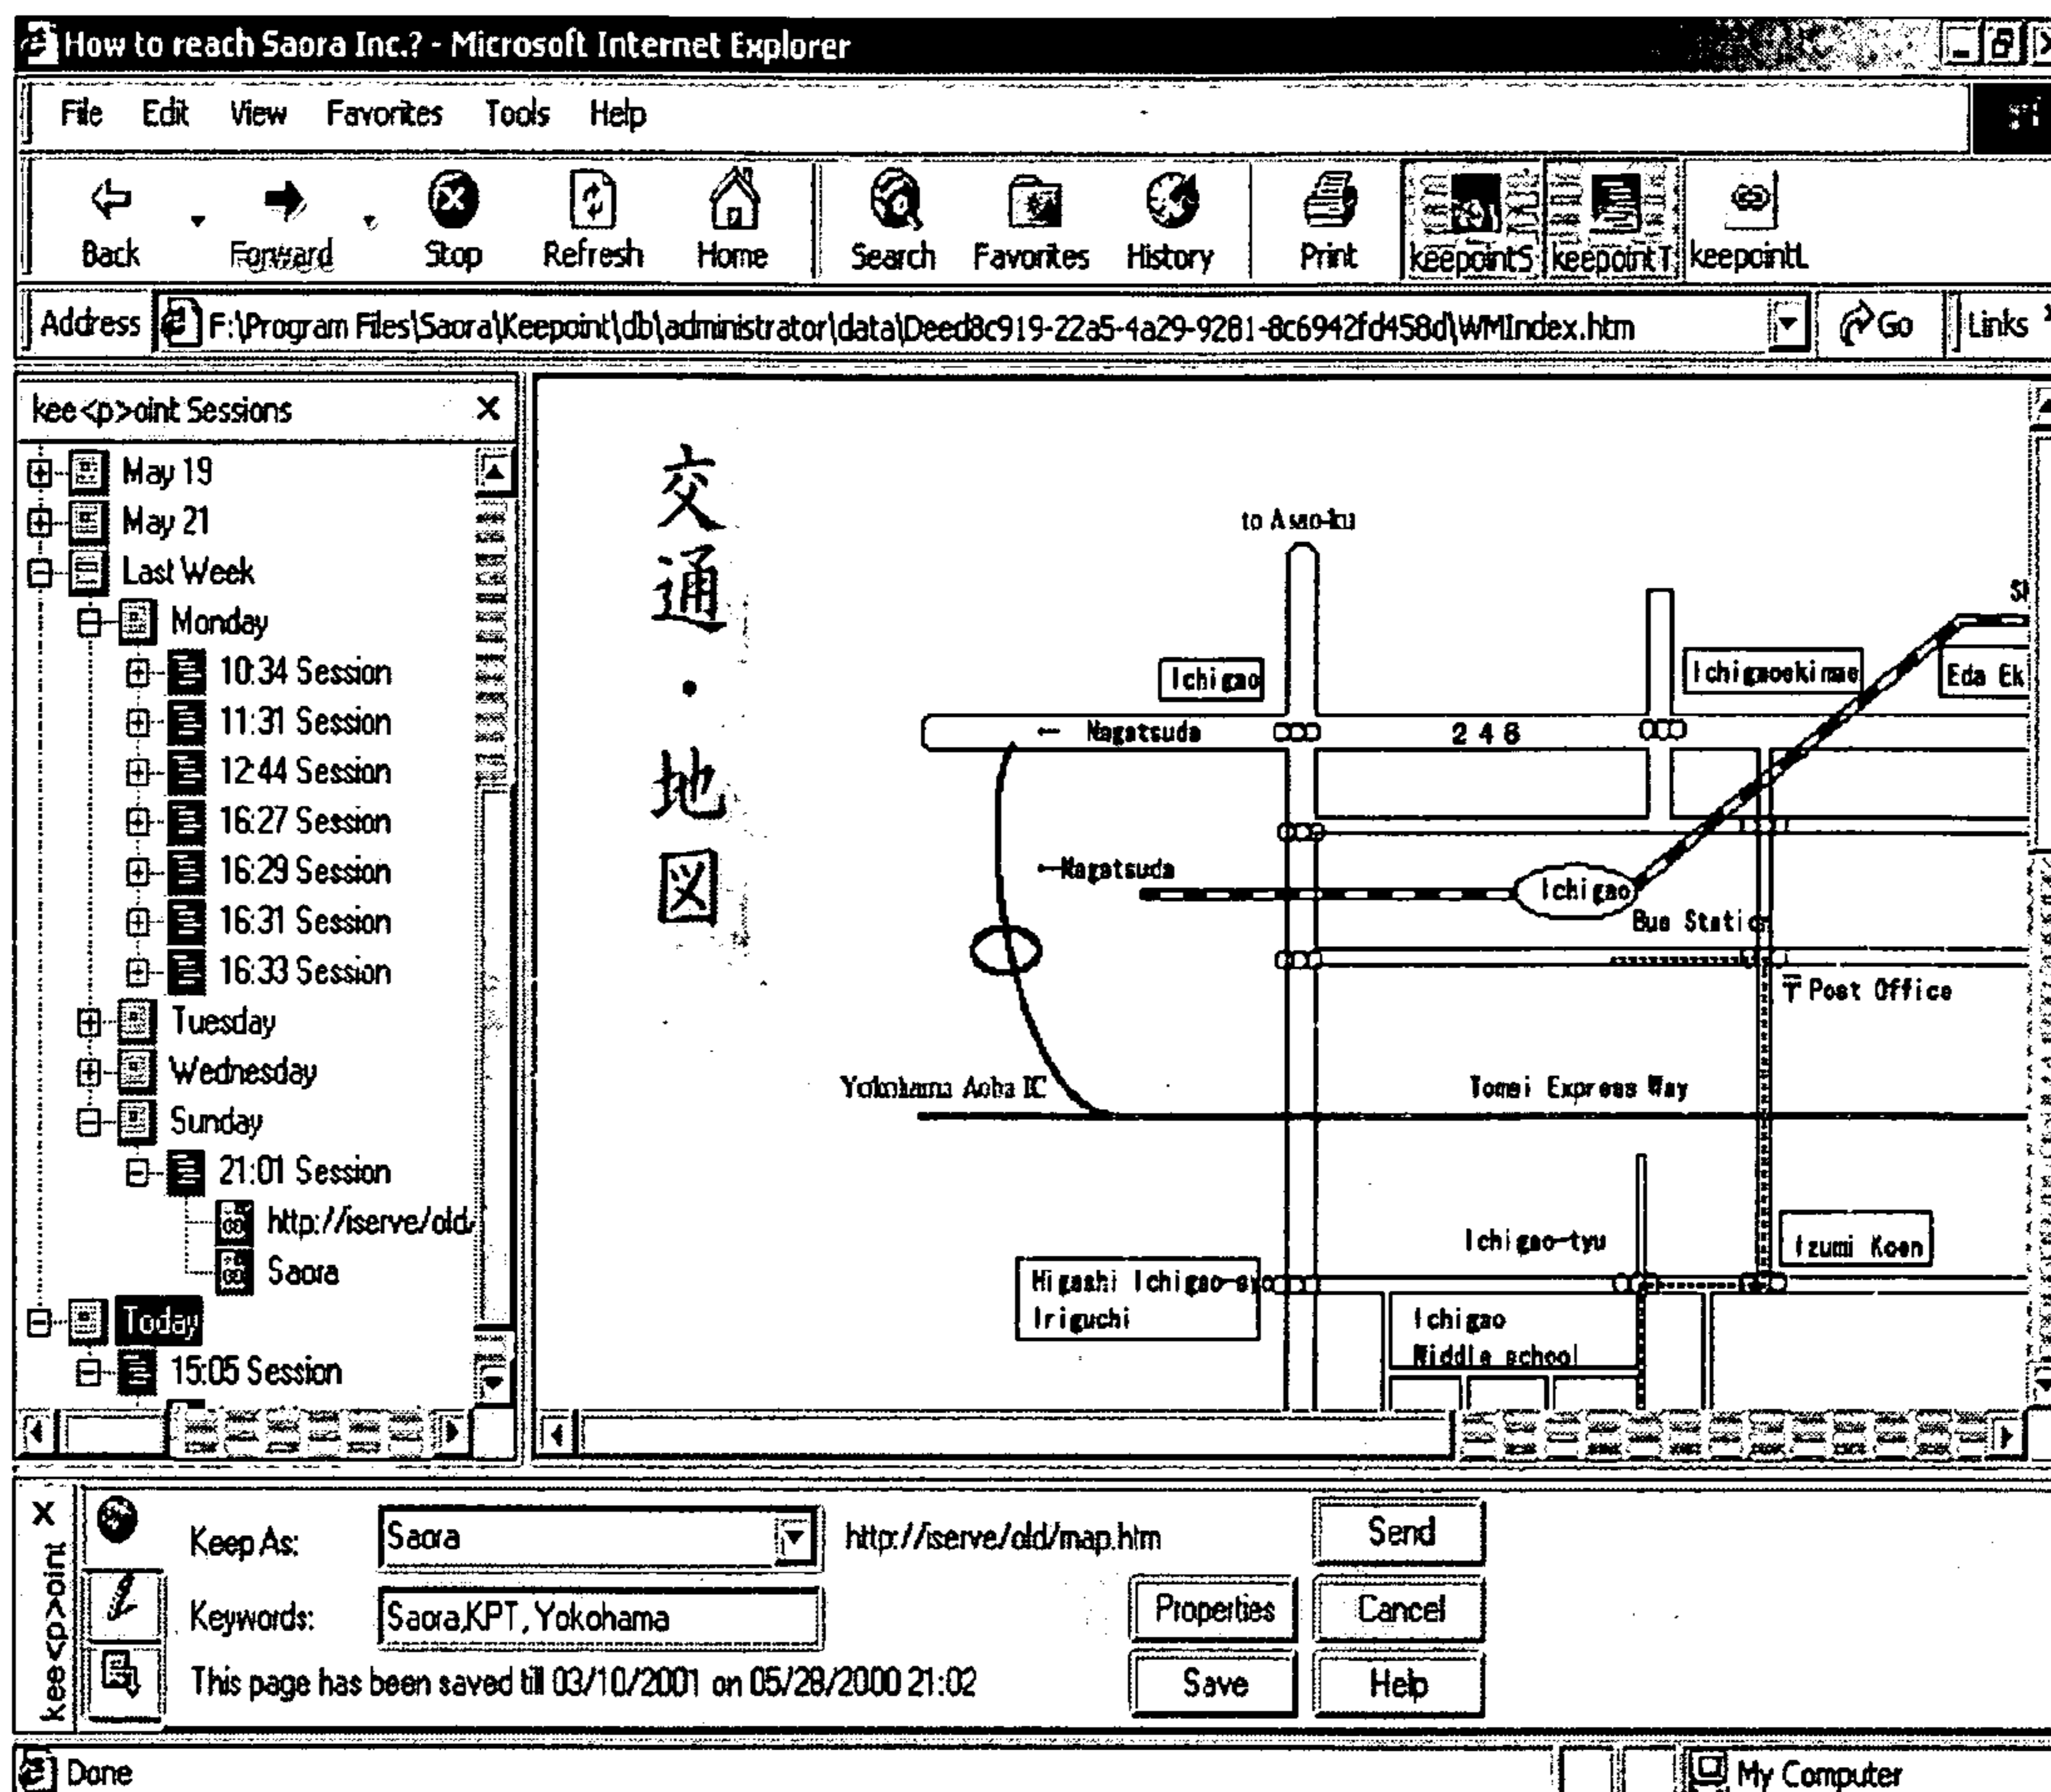 How to reach Saora Inc.? - Microsoft Internet Explorer
File Edit View Favorites Tools Help
Back Forward Stop Refresh Home Search Favorites History Print keepointS keepointT keepointL
Address F:\Program Files\Saora\Keepoint\db\administrator\data\Deed8c919-22a5-4a29-9281-8c6942fd458d\WMIndex.htm Go Links
kee<p>oint Sessions
May 19
May 21
Last Week
Monday
10:34 Session
11:31 Session
12:44 Session
16:27 Session
16:29 Session
16:31 Session
16:33 Session
Tuesday
Wednesday
Sunday
21:01 Session
http://iserve/old/
Saora
Today
15:05 Session
交通・地図
to Asao-ku
Ichigao
Ichigaoekimae
Eda Ek
← Nagatsuda
246
←Nagatsuda
Ichigao
Bus Station
〒Post Office
Yokohama Aoba IC
Tomei Express Way
Ichigao-tyu
Izumi Koen
Higashi Ichigao-
Iriguchi
Ichigao
Middle school
kee<p>oint
Keep As: Saora
http://iserve/old/map.htm
Send
Keywords: Saora,KPT, Yokohama
Properties
Cancel
This page has been saved till 03/10/2001 on 05/28/2000 21:02
Save
Help
Done
My Computer